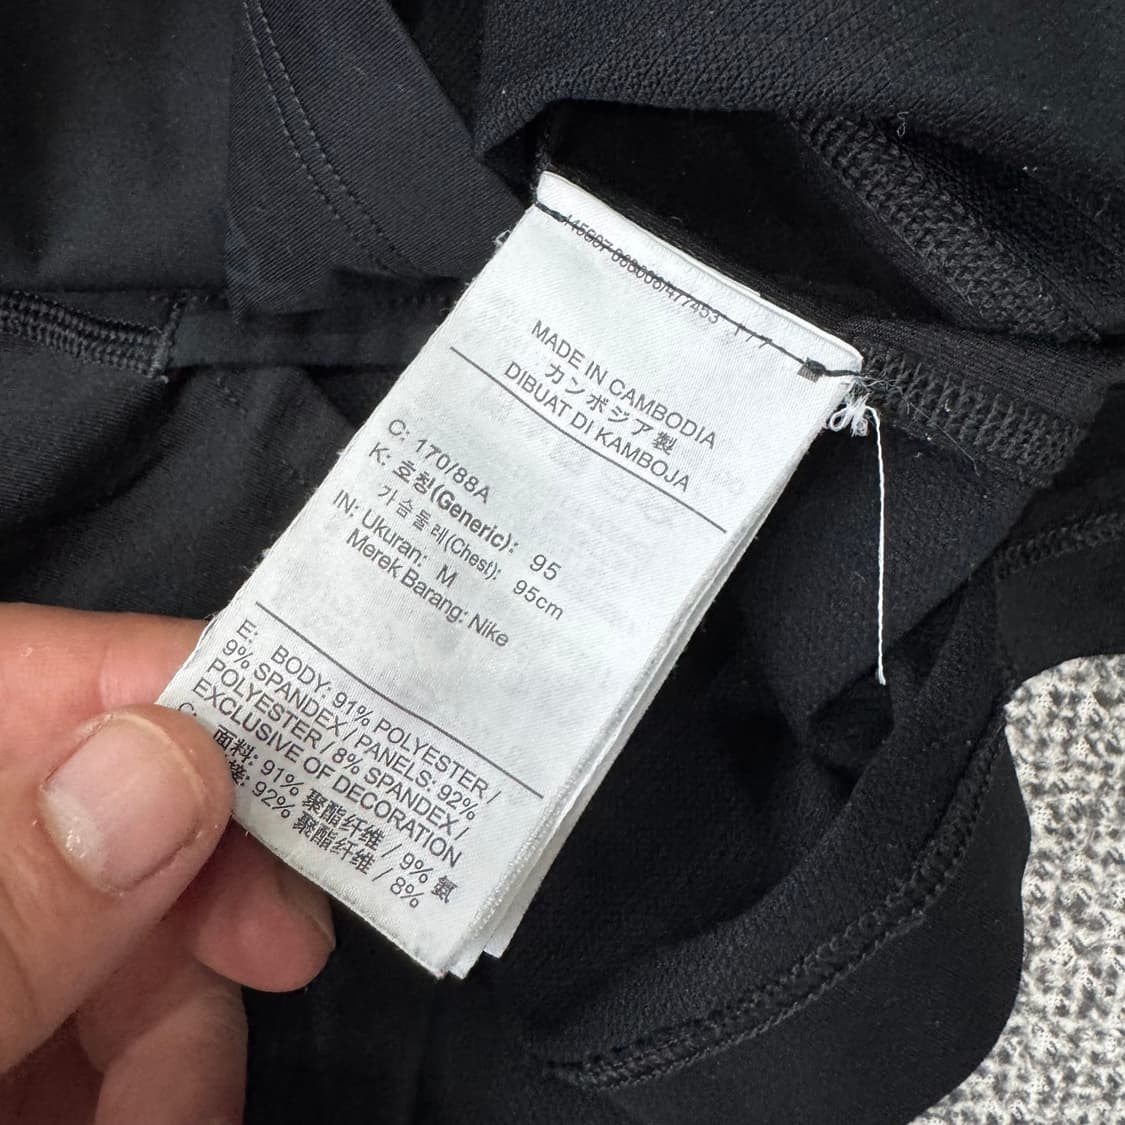 MADE IN CAMBODIA
カンボジア製
DIBUAT DI KAMBOJA
C: 170/88A
K: 호칭(Generic): 95
가슴둘레(Chest): 95cm
IN: Ukuran: M
Merek Barang: Nike
E: BODY: 91% POLYESTER /
9% SPANDEX / PANELS: 92%
POLYESTER / 8% SPANDEX /
EXCLUSIVE OF DECORATION
C: 面料: 91% 聚酯纤维 / 9% 氨
92% 聚酯纤维 / 8%